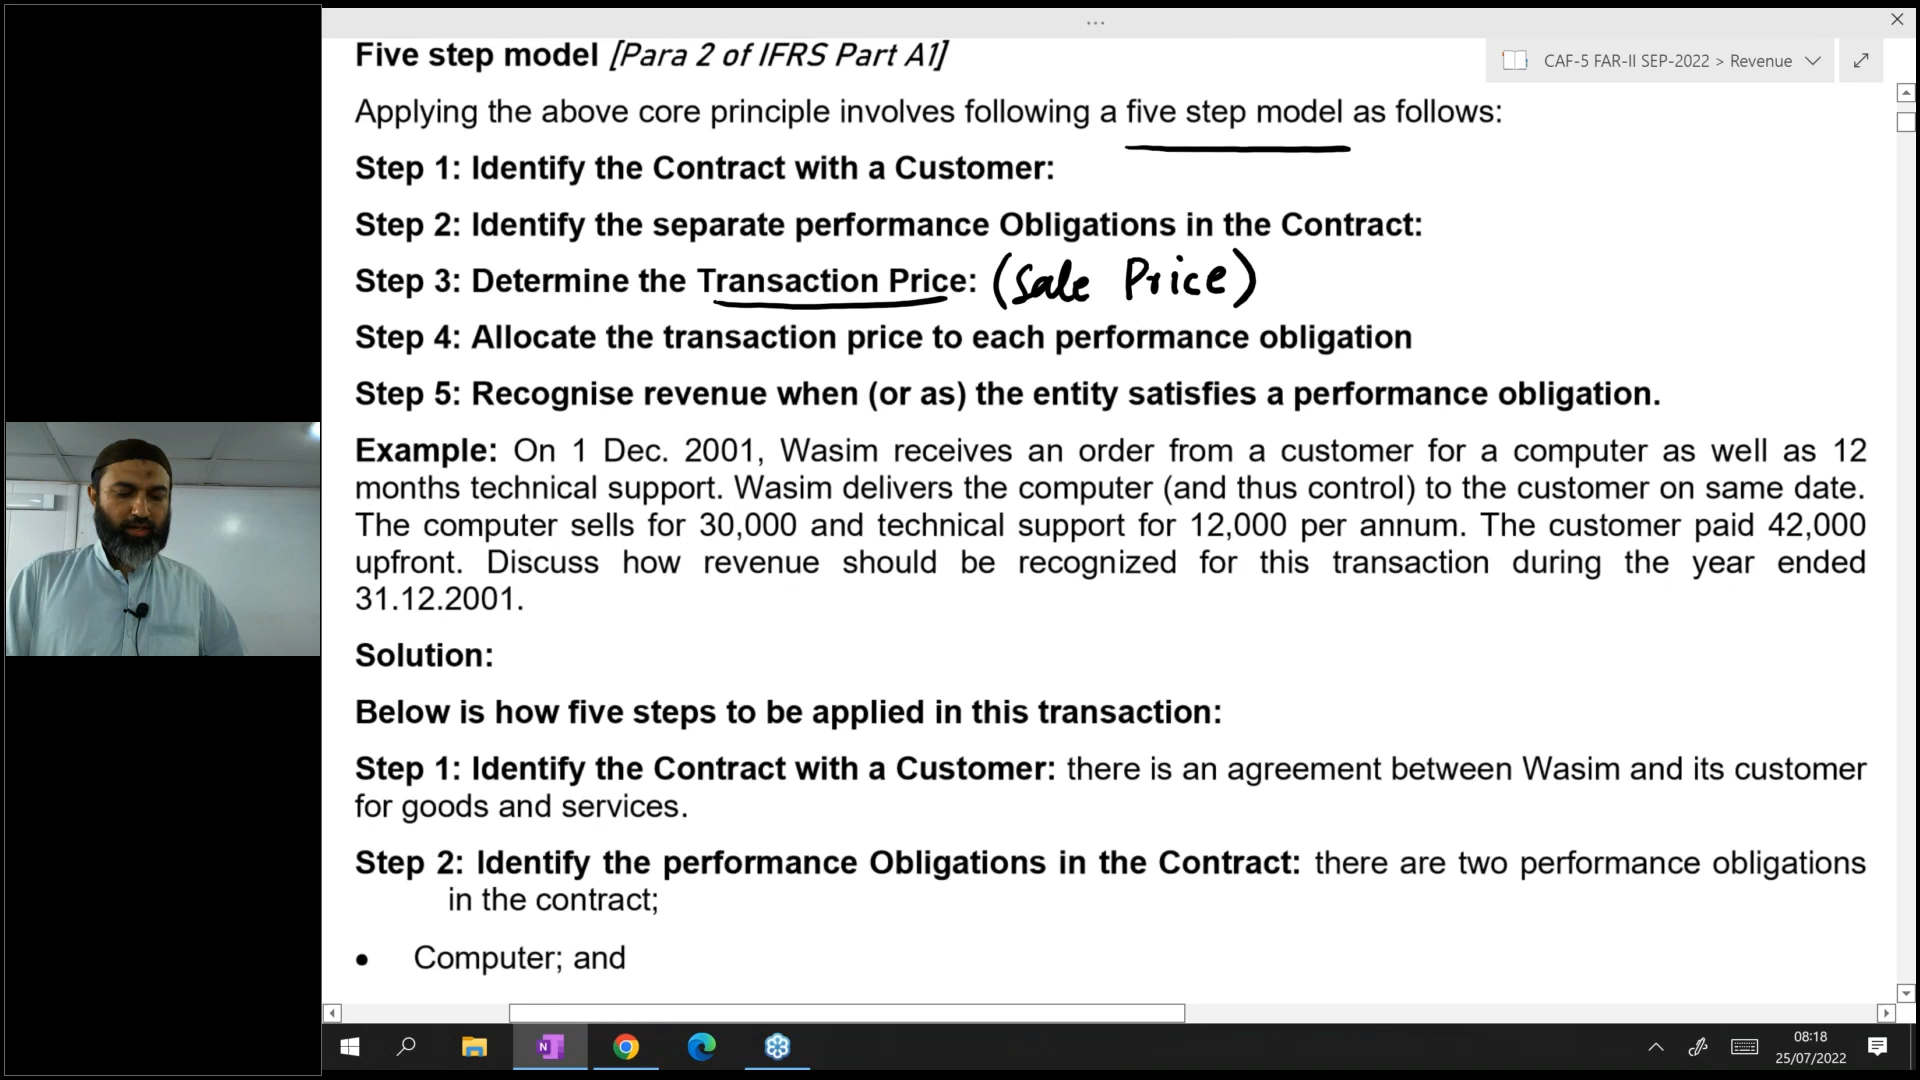 Five step model [Para 2 of IFRS Part A1]
CAF-5 FAR-II SEP-2022 > Revenue
Applying the above core principle involves following a five step model as follows:
Step 1: Identify the Contract with a Customer:
Step 2: Identify the separate performance Obligations in the Contract:
Step 3: Determine the Transaction Price: (Sale Price)
Step 4: Allocate the transaction price to each performance obligation
Step 5: Recognise revenue when (or as) the entity satisfies a performance obligation.
Example: On 1 Dec. 2001, Wasim receives an order from a customer for a computer as well as 12
months technical support. Wasim delivers the computer (and thus control) to the customer on same date.
The computer sells for 30,000 and technical support for 12,000 per annum. The customer paid 42,000
upfront. Discuss how revenue should be recognized for this transaction during the year ended
31.12.2001.
Solution:
Below is how five steps to be applied in this transaction:
Step 1: Identify the Contract with a Customer: there is an agreement between Wasim and its customer
for goods and services.
Step 2: Identify the performance Obligations in the Contract: there are two performance obligations
in the contract;
• Computer; and
08:18
25/07/2022